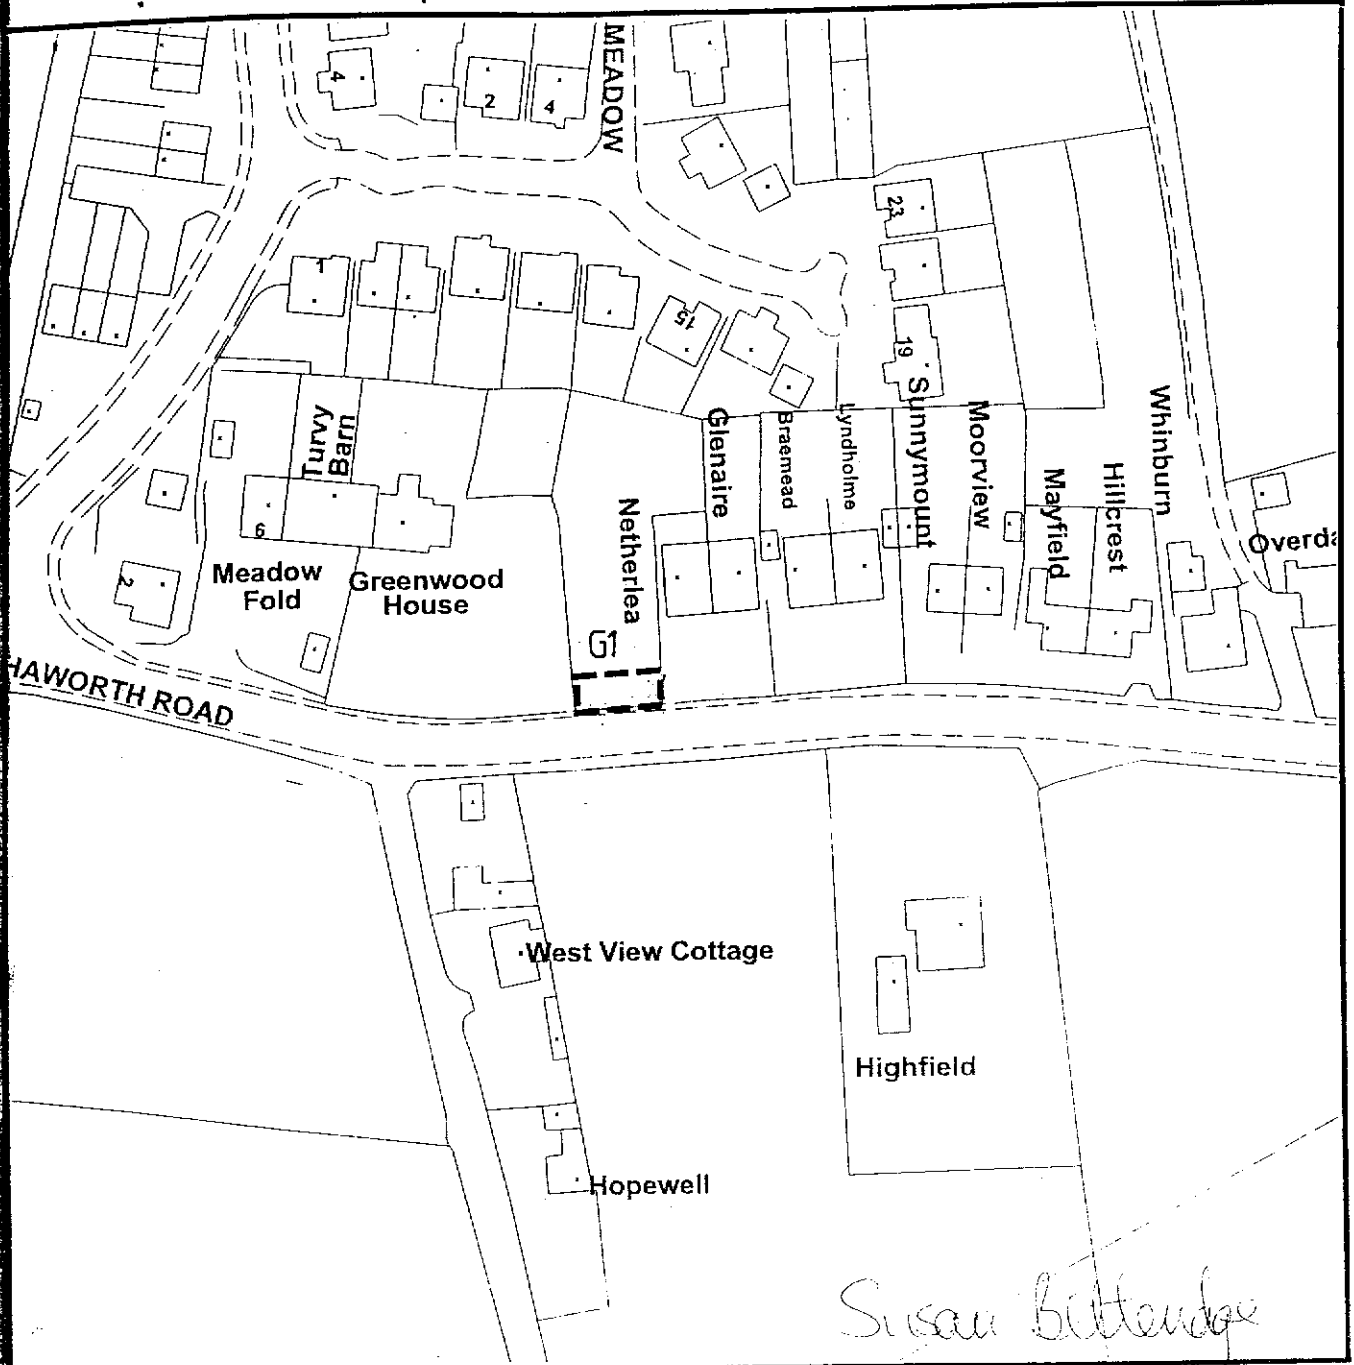 MEADOW
4
2
4
23
1
15
19
Sunnymount
Moorview
Whinburn
Turvy
Barn
Glenaire
Braemead
Lyndholme
Mayfield
Hillcrest
Netherlea
6
2
Meadow
Fold
Greenwood
House
G1
HAWORTH ROAD
West View Cottage
Highfield
Hopewell
Susan